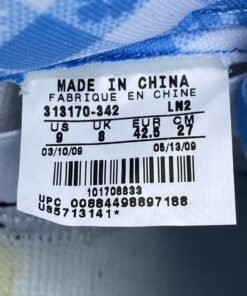 MADE IN CHINA
FABRIQUE EN CHINE
313170-342 LN2
US UK EUR CM
9 8 42.5 27
03/10/09 05/13/09
101708833
UPC 00884498897188
US5713141*